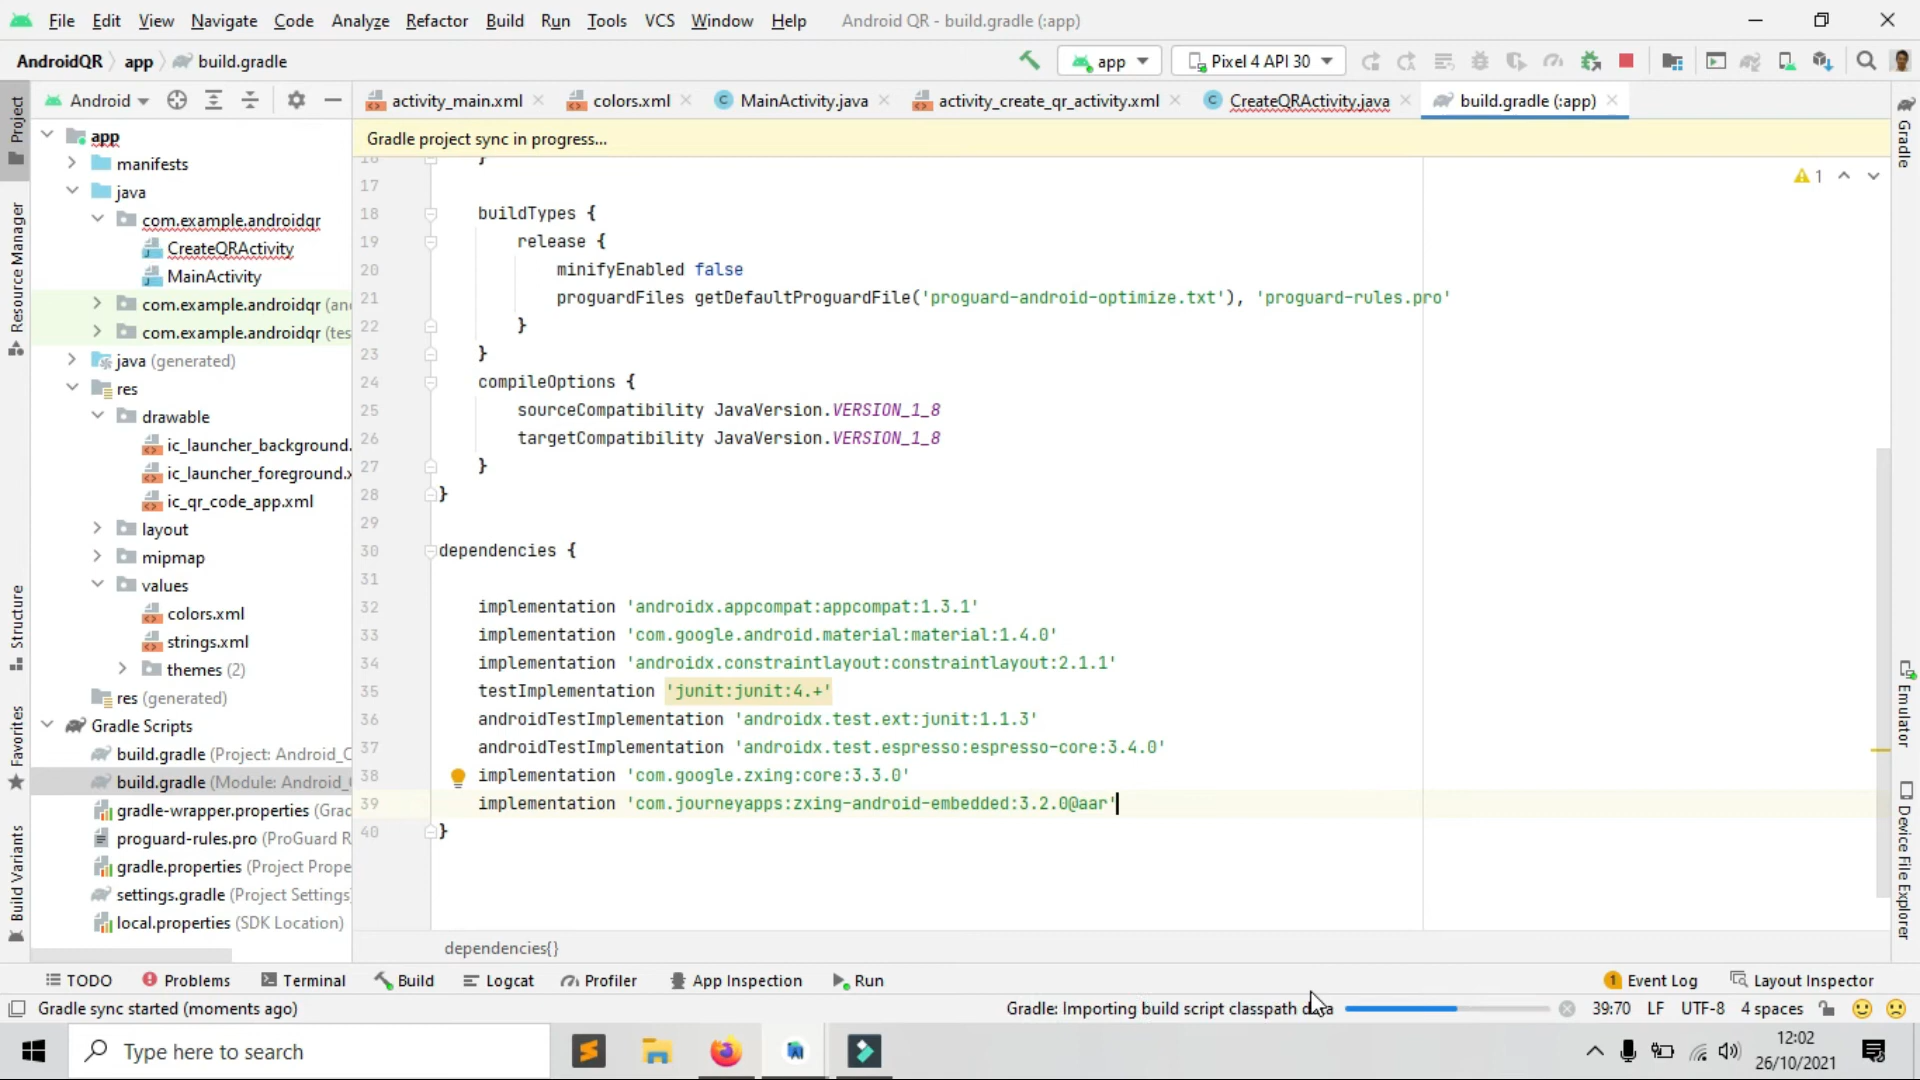 File Edit View Navigate Code Analyze Refactor Build Run Tools VCS Window Help Android QR - build.gradle (:app)
AndroidQR app build.gradle app Pixel 4 API 30
Android activity_main.xml colors.xml MainActivity.java activity_create_qr_activity.xml CreateQRActivity.java build.gradle (:app)
Gradle project sync in progress...
app
manifests
java
com.example.androidqr
CreateQRActivity
MainActivity
com.example.androidqr (an
com.example.androidqr (tes
java (generated)
res
drawable
ic_launcher_background.
ic_launcher_foreground.x
ic_qr_code_app.xml
layout
mipmap
values
colors.xml
strings.xml
themes (2)
res (generated)
Gradle Scripts
build.gradle (Project: Android_Q
build.gradle (Module: Android_
gradle-wrapper.properties (Grad
proguard-rules.pro (ProGuard R
gradle.properties (Project Prope
settings.gradle (Project Settings
local.properties (SDK Location)
1
16 }
17
18 buildTypes {
19 release {
20 minifyEnabled false
21 proguardFiles getDefaultProguardFile('proguard-android-optimize.txt'), 'proguard-rules.pro'
22 }
23 }
24 compileOptions {
25 sourceCompatibility JavaVersion.VERSION_1_8
26 targetCompatibility JavaVersion.VERSION_1_8
27 }
28 }
29
30 dependencies {
31
32 implementation 'androidx.appcompat:appcompat:1.3.1'
33 implementation 'com.google.android.material:material:1.4.0'
34 implementation 'androidx.constraintlayout:constraintlayout:2.1.1'
35 testImplementation 'junit:junit:4.+'
36 androidTestImplementation 'androidx.test.ext:junit:1.1.3'
37 androidTestImplementation 'androidx.test.espresso:espresso-core:3.4.0'
38 implementation 'com.google.zxing:core:3.3.0'
39 implementation 'com.journeyapps:zxing-android-embedded:3.2.0@aar'
40 }
dependencies{}
Project
Resource Manager
Structure
Favorites
Build Variants
Gradle
Emulator
Device File Explorer
TODO Problems Terminal Build Logcat Profiler App Inspection Run 1 Event Log Layout Inspector
Gradle sync started (moments ago) Gradle: Importing build script classpath data 39:70 LF UTF-8 4 spaces
Type here to search
12:02
26/10/2021